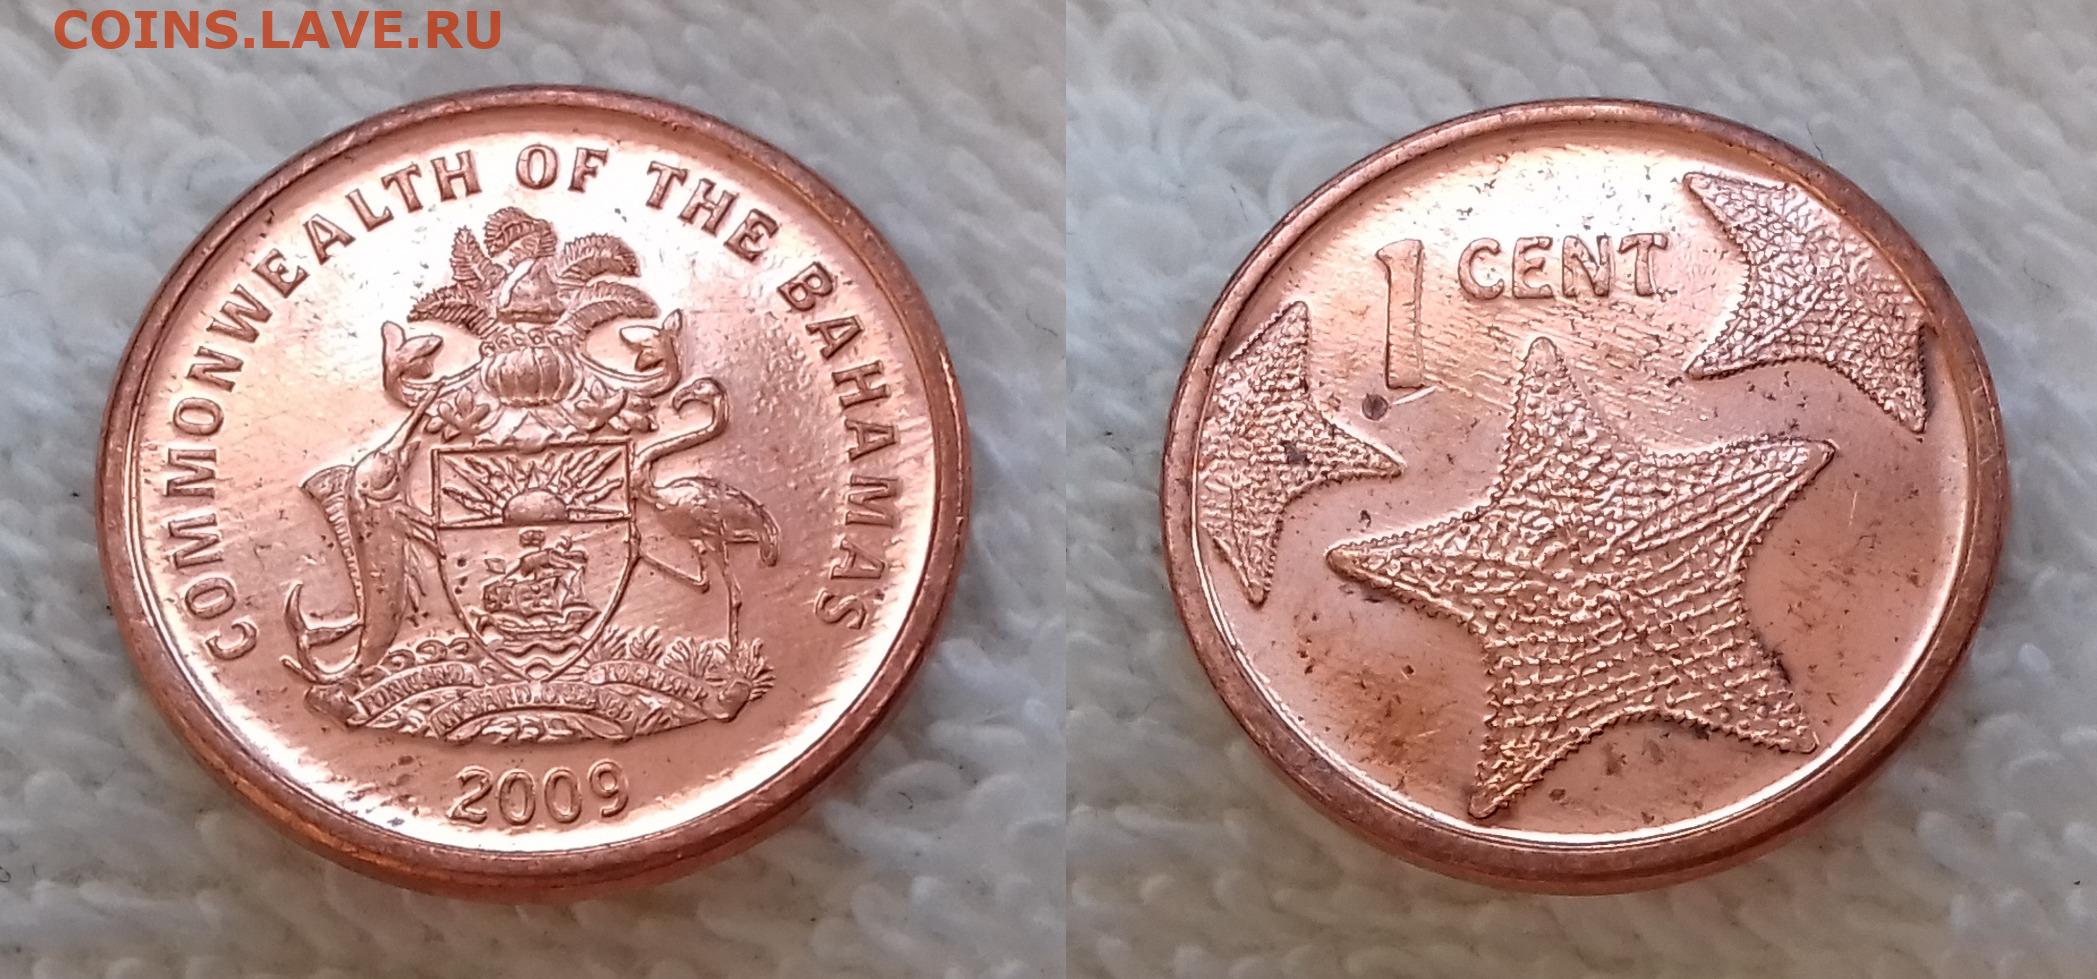 COINS.LAVE.RU
COMMONWEALTH OF THE BAHAMAS
2009
1 CENT